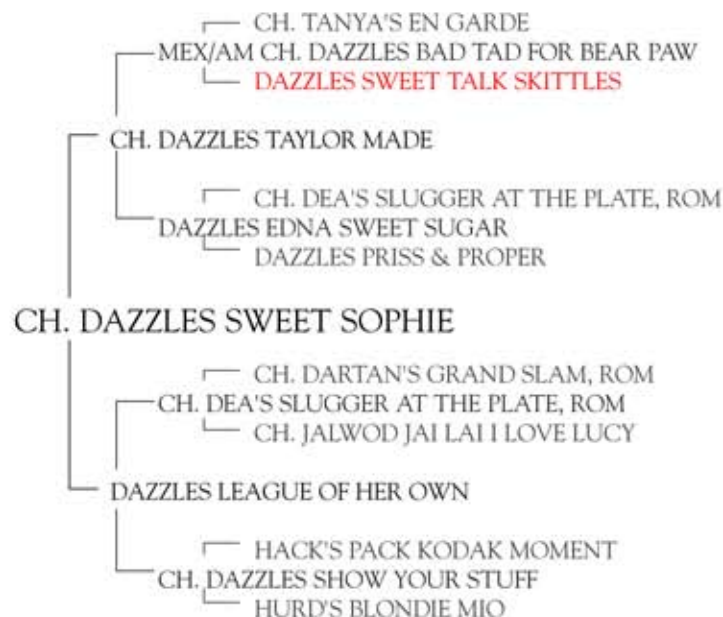 CH. TANYA'S EN GARDE
MEX/AM CH. DAZZLES BAD TAD FOR BEAR PAW
DAZZLES SWEET TALK SKITTLES
CH. DAZZLES TAYLOR MADE
CH. DEA'S SLUGGER AT THE PLATE, ROM
DAZZLES EDNA SWEET SUGAR
DAZZLES PRISS & PROPER
CH. DAZZLES SWEET SOPHIE
CH. DARTAN'S GRAND SLAM, ROM
CH. DEA'S SLUGGER AT THE PLATE, ROM
CH. JALWOD JAI LAI I LOVE LUCY
DAZZLES LEAGUE OF HER OWN
HACK'S PACK KODAK MOMENT
CH. DAZZLES SHOW YOUR STUFF
HURD'S BLONDIE MIO